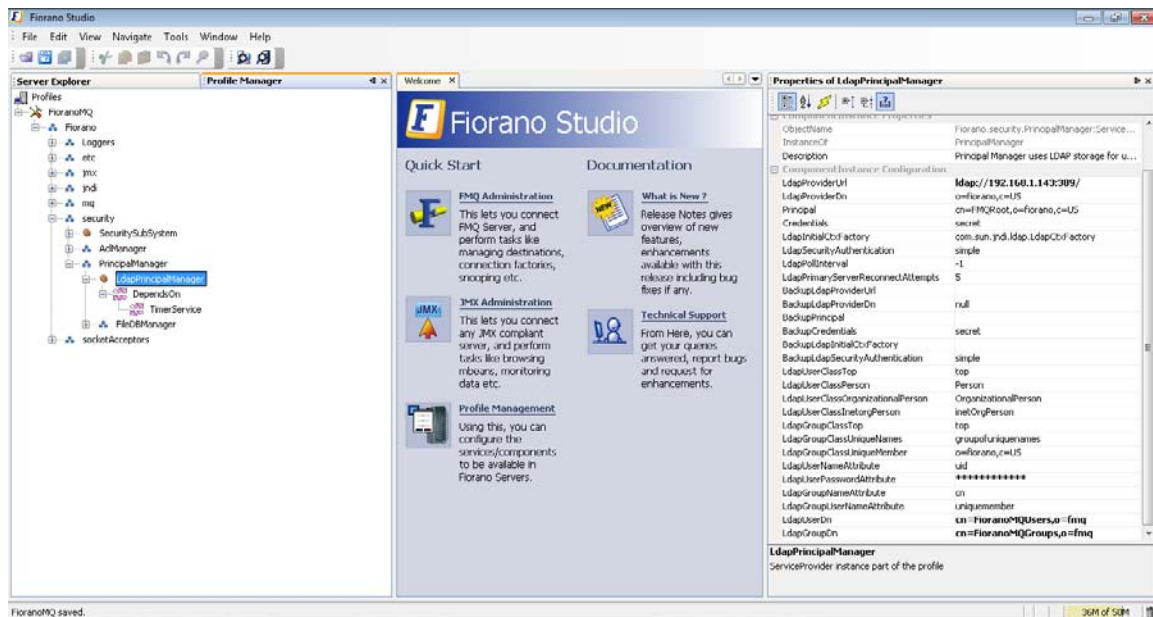 Fiorano Studio
File Edit View Navigate Tools Window Help
Server Explorer
Profile Manager
Profiles
FioranoMQ
Fiorano
Loggers
etc
jmx
jndi
mq
security
SecuritySubSystem
AclManager
PrincipalManager
LdapPrincipalManager
DependsOn
TimerService
FileDBManager
socketAcceptors
Welcome
Fiorano Studio
Quick Start
FMQ Administration
This lets you connect
FMQ Server, and
perform tasks like
managing destinations,
connection factories,
snooping etc.
JMX
JMX Administration
This lets you connect
any JMX compliant
server, and perform
tasks like browsing
mbeans, monitoring
data etc.
Profile Management
Using this, you can
configure the
services/components
to be available in
Fiorano Servers.
Documentation
NEW
What is New ?
Release Notes gives
overview of new
features,
enhancements
available with this
release including bug
fixes if any.
Technical Support
From Here, you can
get your queries
answered, report bugs
and request for
enhancements.
Properties of LdapPrincipalManager
ComponentInstance Properties
ObjectName Fiorano.security.PrincipalManager:Service...
InstanceOf PrincipalManager
Description Principal Manager uses LDAP storage for u...
ComponentInstance Configuration
LdapProviderUrl ldap://192.168.1.143:389/
LdapProviderDn o=fiorano,c=US
Principal cn=FMQRoot,o=fiorano,c=US
Credentials secret
LdapInitialCtxFactory com.sun.jndi.ldap.LdapCtxFactory
LdapSecurityAuthentication simple
LdapPollInterval -1
LdapPrimaryServerReconnectAttempts 5
BackupLdapProviderUrl
BackupLdapProviderDn null
BackupPrincipal
BackupCredentials secret
BackupLdapInitialCtxFactory
BackupLdapSecurityAuthentication simple
LdapUserClassTop top
LdapUserClassPerson Person
LdapUserClassOrganizationalPerson OrganizationalPerson
LdapUserClassInetorgPerson inetOrgPerson
LdapGroupClassTop top
LdapGroupClassUniqueNames groupofuniquenames
LdapGroupClassUniqueMember o=fiorano,c=US
LdapUserNameAttribute uid
LdapUserPasswordAttribute ************
LdapGroupNameAttribute cn
LdapGroupUserNameAttribute uniquemember
LdapUserDn cn=FioranoMQUsers,o=fmq
LdapGroupDn cn=FioranoMQGroups,o=fmq
LdapPrincipalManager
ServiceProvider instance part of the profile
FioranoMQ saved.
36M of 50M